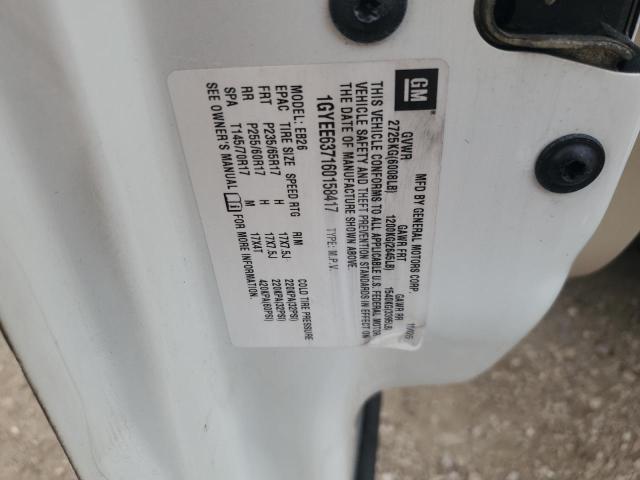 GM
MFD BY GENERAL MOTORS CORP. 11/05
GVWR GAWR FRT GAWR RR
2725KG(6008LB) 1200KG(2645LB) 1540KG(3395LB)
THIS VEHICLE CONFORMS TO ALL APPLICABLE U.S. FEDERAL MOTOR
VEHICLE SAFETY AND THEFT PREVENTION STANDARDS IN EFFECT ON
THE DATE OF MANUFACTURE SHOWN ABOVE.
1GYEE637160158417 TYPE: M.P.V.
MODEL: EB26
EPAC TIRE SIZE SPEED RTG RIM COLD TIRE PRESSURE
FRT P235/65R17 H 17X7.5J 220KPA(32PSI)
RR P255/60R17 H 17X7.5J 220KPA(32PSI)
SPA T145/70R17 M 17X4T 420KPA(60PSI)
SEE OWNER'S MANUAL FOR MORE INFORMATION